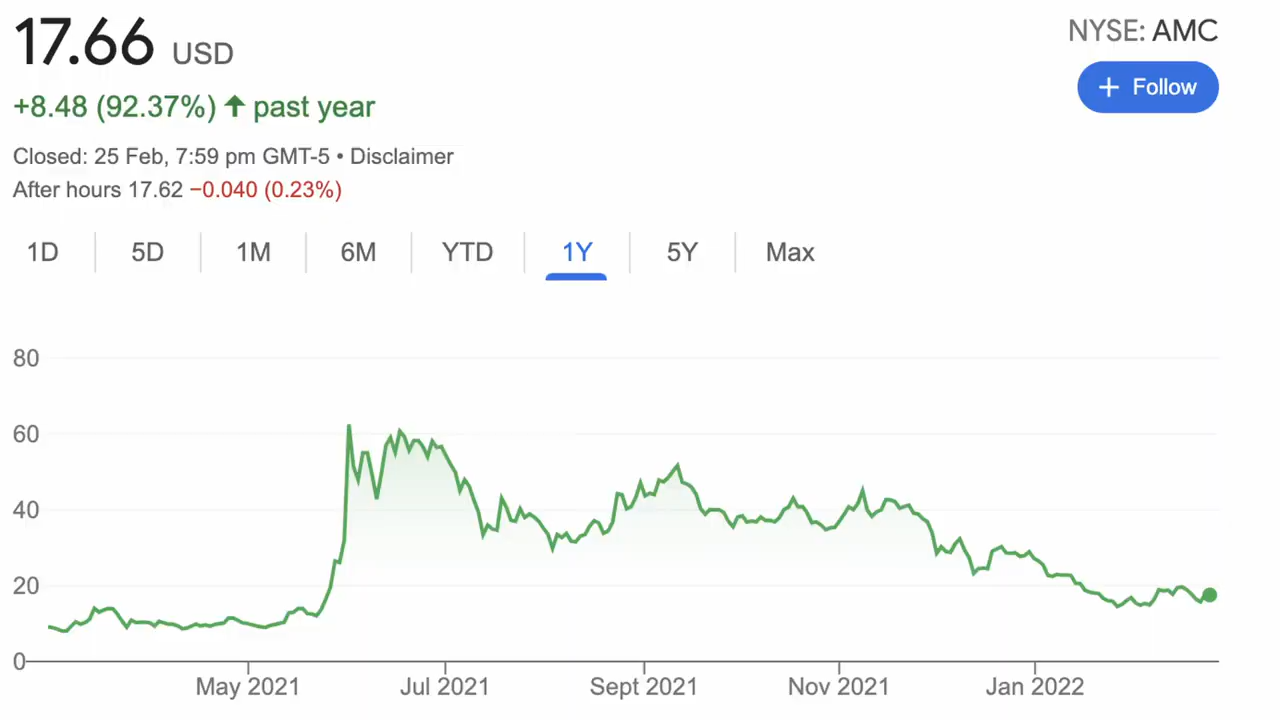 17.66 USD
NYSE: AMC
+ Follow
+8.48 (92.37%) ↑ past year
Closed: 25 Feb, 7:59 pm GMT-5 • Disclaimer
After hours 17.62 −0.040 (0.23%)
1D 5D 1M 6M YTD 1Y 5Y Max
80
60
40
20
0
May 2021 Jul 2021 Sept 2021 Nov 2021 Jan 2022